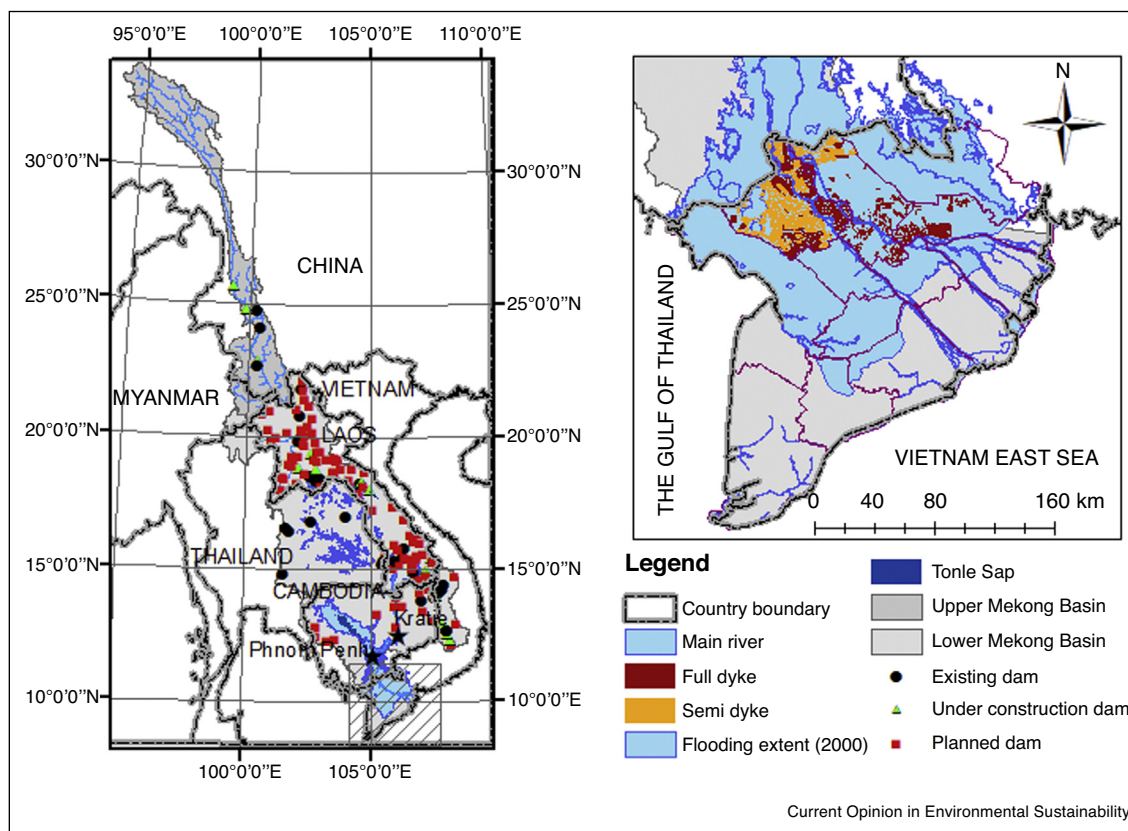 95°0'0"E 100°0'0"E 105°0'0"E 110°0'0"E
30°0'0"N
25°0'0"N
20°0'0"N
15°0'0"N
10°0'0"N
30°0'0"N
25°0'0"N
20°0'0"N
15°0'0"N
10°0'0"E
100°0'0"E 105°0'0"E
CHINA
MYANMAR
VIETNAM
LAOS
THAILAND
CAMBODIA
Kratie
Phnom Penh
N
THE GULF OF THAILAND
VIETNAM EAST SEA
0 40 80 160 km
Legend
Country boundary
Main river
Full dyke
Semi dyke
Flooding extent (2000)
Tonle Sap
Upper Mekong Basin
Lower Mekong Basin
Existing dam
Under construction dam
Planned dam
Current Opinion in Environmental Sustainability